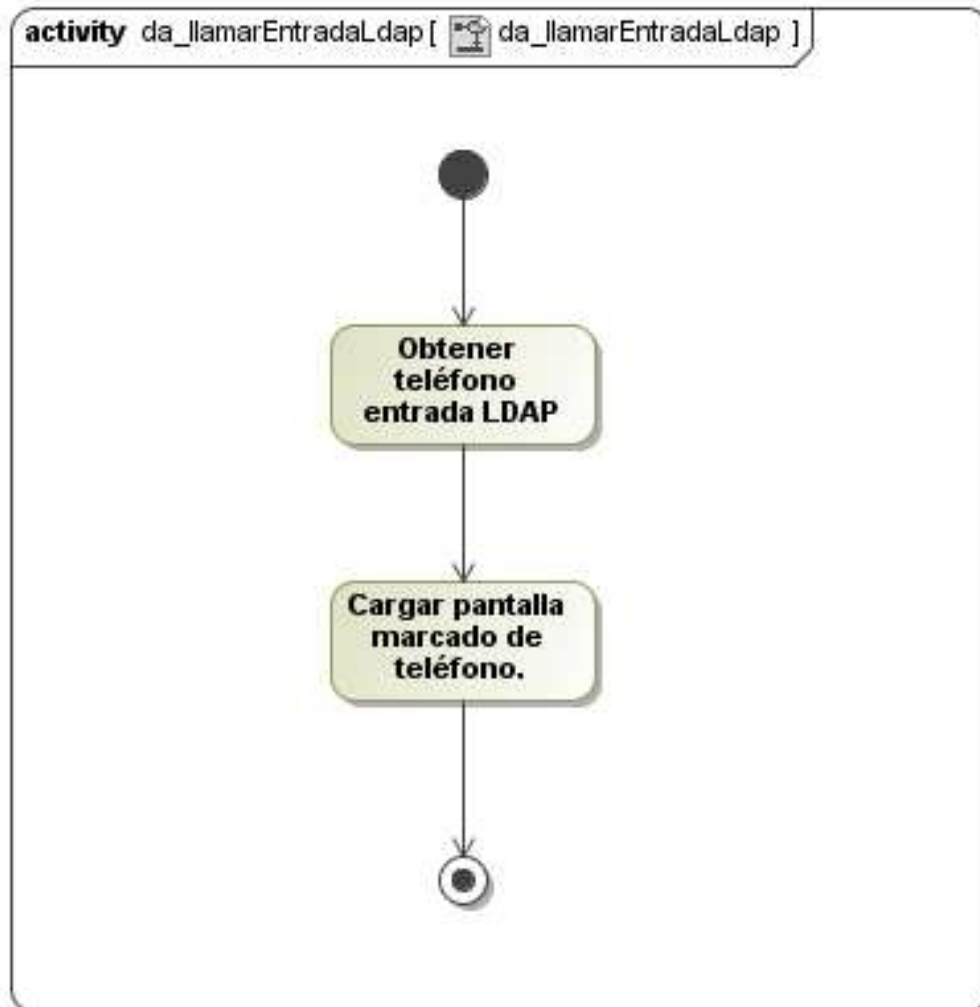 activity da_llamarEntradaLdap [ da_llamarEntradaLdap ]
Obtener
teléfono
entrada LDAP
Cargar pantalla
marcado de
teléfono.